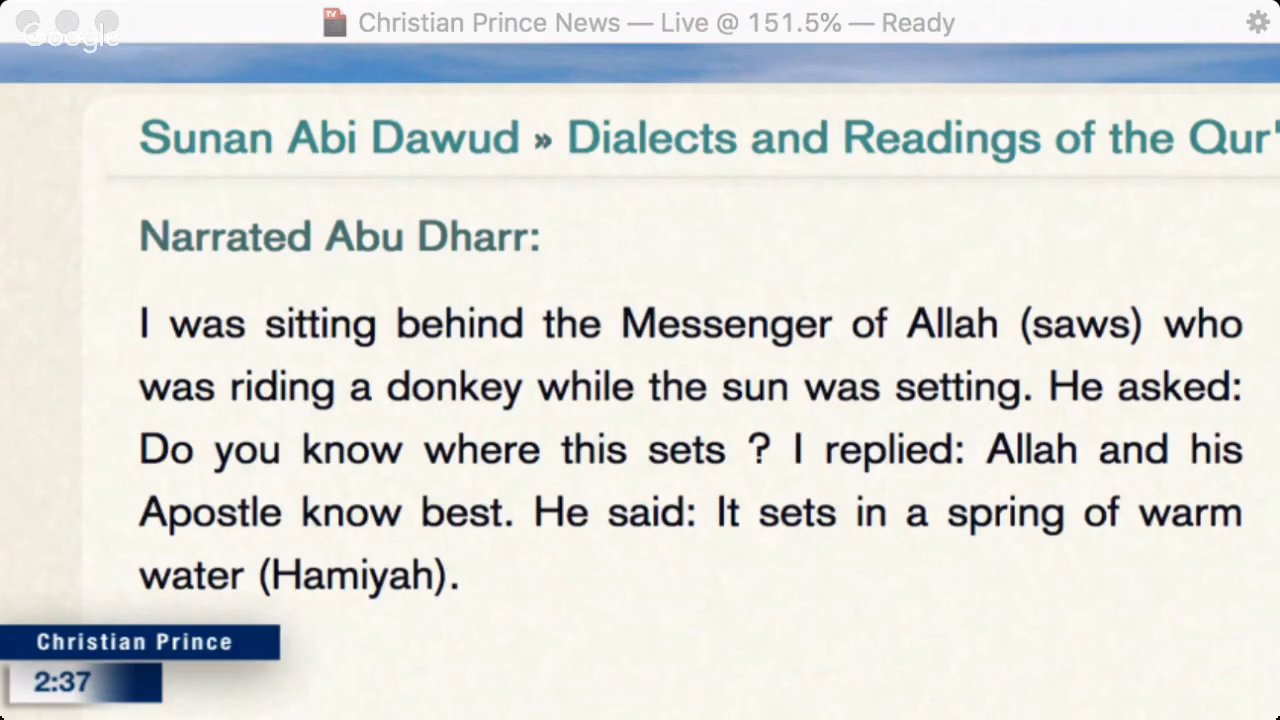 Christian Prince News — Live @ 151.5% — Ready
Google
Sunan Abi Dawud » Dialects and Readings of the Qur'
Narrated Abu Dharr:
I was sitting behind the Messenger of Allah (saws) who
was riding a donkey while the sun was setting. He asked:
Do you know where this sets ? I replied: Allah and his
Apostle know best. He said: It sets in a spring of warm
water (Hamiyah).
Christian Prince
2:37